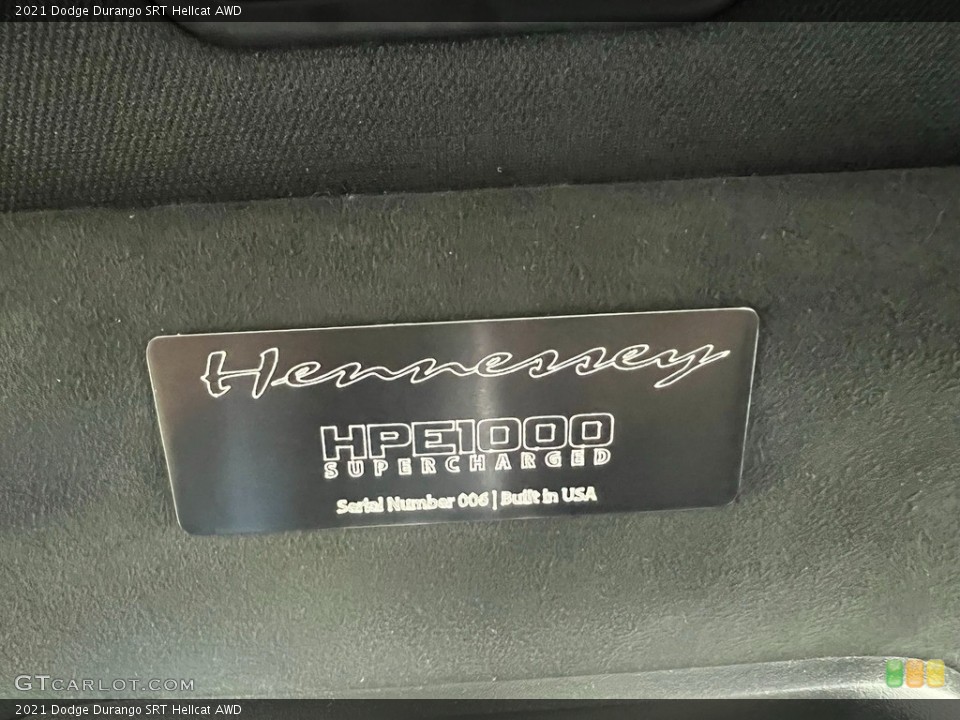 2021 Dodge Durango SRT Hellcat AWD
Hennessey
HPE1000
SUPERCHARGED
Serial Number 006 | Built in USA
GTCARLOT.COM
2021 Dodge Durango SRT Hellcat AWD